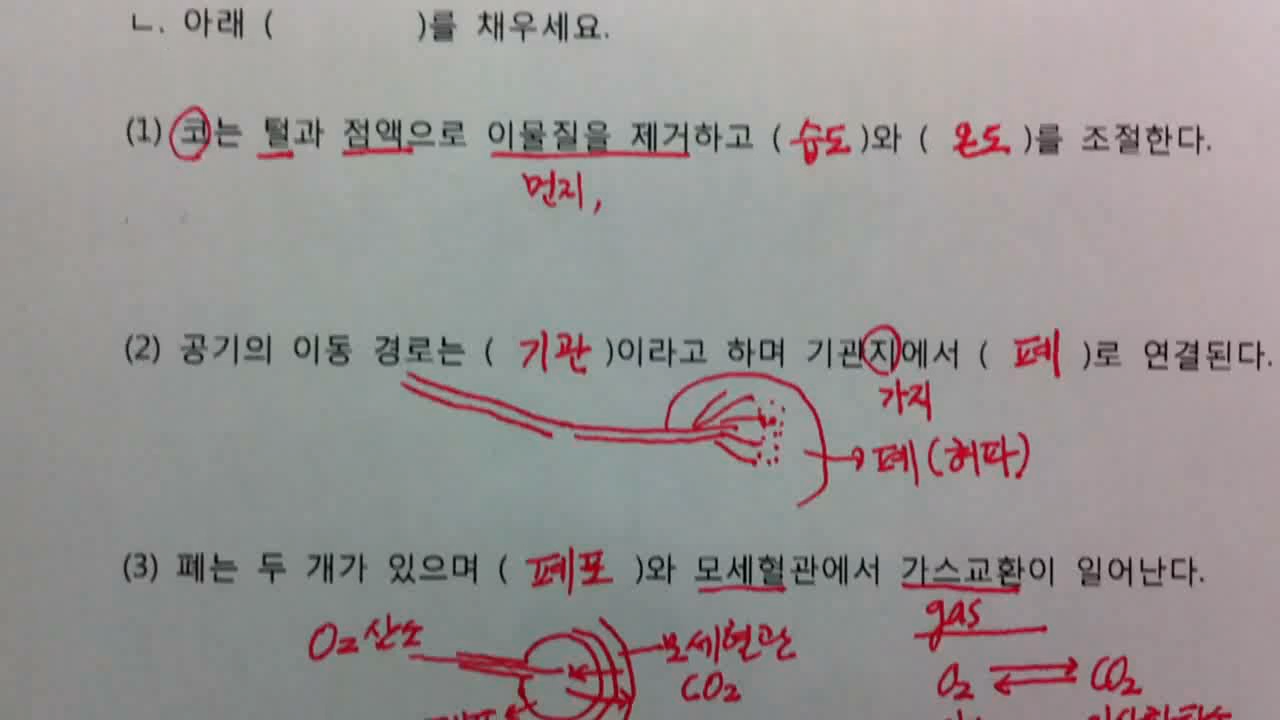 ㄴ. 아래 ( )를 채우세요.
(1) 코는 털과 점액으로 이물질을 제거하고 ( 습도 )와 ( 온도 )를 조절한다.
먼지,
(2) 공기의 이동 경로는 ( 기관 )이라고 하며 기관지에서 ( 폐 )로 연결된다.
가지
폐 (허파)
(3) 폐는 두 개가 있으며 ( 폐포 )와 모세혈관에서 가스교환이 일어난다.
gas
O₂ 산소
모세혈관
CO₂
O₂ ⇄ CO₂